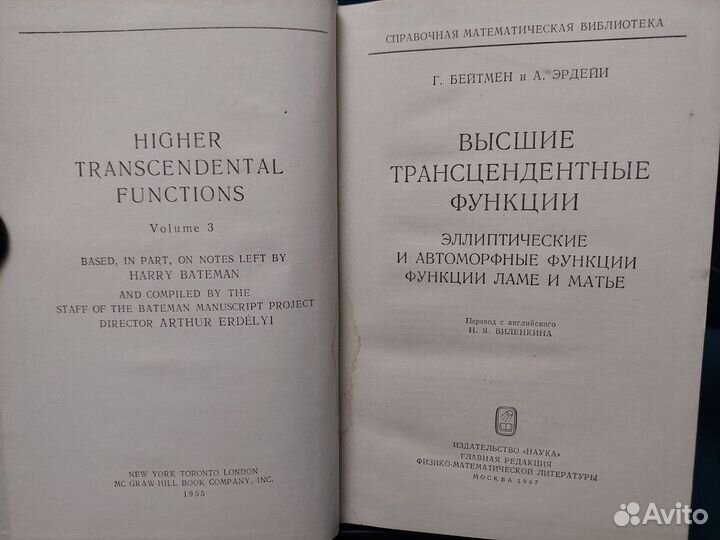 HIGHER
TRANSCENDENTAL
FUNCTIONS
Volume 3
BASED, IN PART, ON NOTES LEFT BY
HARRY BATEMAN
AND COMPILED BY THE
STAFF OF THE BATEMAN MANUSCRIPT PROJECT
DIRECTOR ARTHUR ERDÉLYI
NEW YORK TORONTO LONDON
MC GRAW-HILL BOOK COMPANY, INC.
1955
СПРАВОЧНАЯ МАТЕМАТИЧЕСКАЯ БИБЛИОТЕКА
Г. БЕЙТМЕН и А. ЭРДЕЙИ
ВЫСШИЕ
ТРАНСЦЕНДЕНТНЫЕ
ФУНКЦИИ
ЭЛЛИПТИЧЕСКИЕ
И АВТОМОРФНЫЕ ФУНКЦИИ
ФУНКЦИИ ЛАМЕ И МАТЬЕ
Перевод с английского
Н. Я. ВИЛЕНКИНА
ИЗДАТЕЛЬСТВО «НАУКА»
ГЛАВНАЯ РЕДАКЦИЯ
ФИЗИКО-МАТЕМАТИЧЕСКОЙ ЛИТЕРАТУРЫ
МОСКВА 1967
Avito